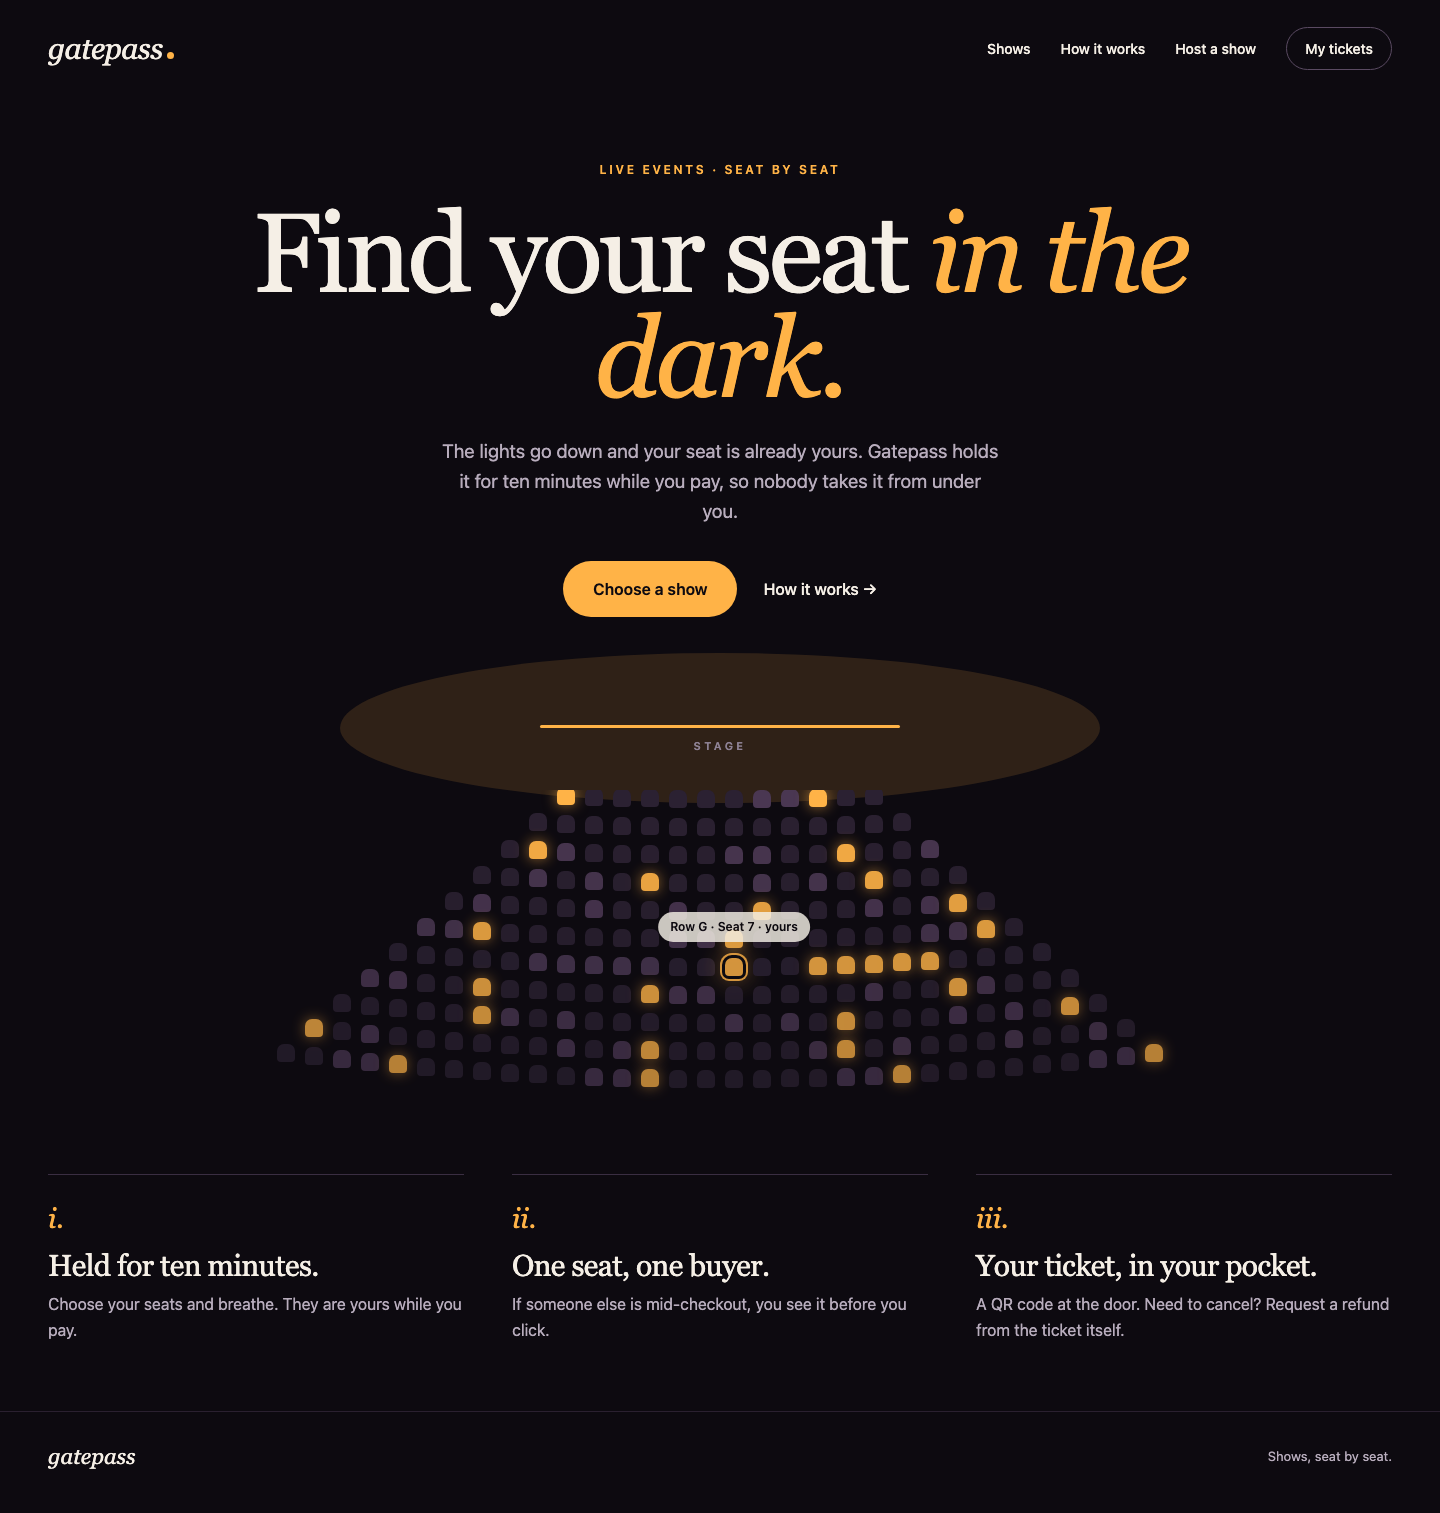 gatepass.
Shows How it works Host a show My tickets
LIVE EVENTS · SEAT BY SEAT
Find your seat in the
dark.
The lights go down and your seat is already yours. Gatepass holds
it for ten minutes while you pay, so nobody takes it from under
you.
Choose a show How it works →
STAGE
Row G · Seat 7 · yours
i.
Held for ten minutes.
Choose your seats and breathe. They are yours while you
pay.
ii.
One seat, one buyer.
If someone else is mid-checkout, you see it before you
click.
iii.
Your ticket, in your pocket.
A QR code at the door. Need to cancel? Request a refund
from the ticket itself.
gatepass
Shows, seat by seat.